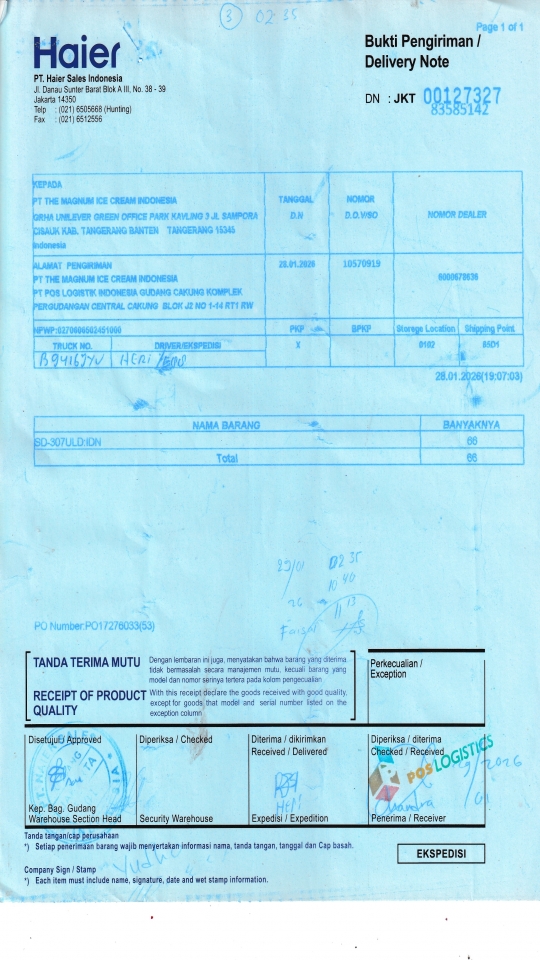 3 02 35
Page 1 of 1
Haier
PT. Haier Sales Indonesia
Jl. Danau Sunter Barat Blok A III, No. 38 - 39
Jakarta 14350
Telp : (021) 6505668 (Hunting)
Fax : (021) 6512556
Bukti Pengiriman /
Delivery Note
DN : JKT 00127327
83585142
KEPADA
PT THE MAGNUM ICE CREAM INDONESIA
GRHA UNILEVER GREEN OFFICE PARK KAVLING 3 JL SAMPORA
CISAUK KAB. TANGERANG BANTEN TANGERANG 15345
Indonesia
TANGGAL
D.N
NOMOR
D.O.W/SO
NOMOR DEALER
ALAMAT PENGIRIMAN
PT THE MAGNUM ICE CREAM INDONESIA
PT POS LOGISTIK INDONESIA GUDANG CAKUNG KOMPLEK
PERGUDANGAN CENTRAL CAKUNG BLOK J2 NO 1-14 RT1 RW
28.01.2026
10570919
NPWP:
PKP
BPKP
Storage Location
Shipping Point
TRUCK NO.
DRIVER/EKSPEDISI
X
0102
85D1
HERI
28.01.2026(19:07:03)
NAMA BARANG
BANYAKNYA
SD-307ULD:IDN
66
Total
66
29/01 02 35
10 40
26
11 13
Faisal
PO Number:PO17276033(53)
TANDA TERIMA MUTU
Dengan lembaran ini juga, menyatakan bahwa barang yang diterima
tidak bermasalah secara manajemen mutu, kecuali barang yang
model dan nomor serinya tertera pada kolom pengecualian
RECEIPT OF PRODUCT
QUALITY
With this receipt declare the goods received with good quality,
except for goods that model and serial number listed on the
exception column
Perkecualian /
Exception
Disetujui / Approved
Diperiksa / Checked
Diterima / dikirimkan
Received / Delivered
Diperiksa / diterima
Checked / Received
POS LOGISTICS
HERI
Chandra
Kep. Bag. Gudang
Warehouse Section Head
Security Warehouse
Expedisi / Expedition
Penerima / Receiver
Tanda tangan/cap perusahaan
*) Setiap penerimaan barang wajib menyertakan informasi nama, tanda tangan, tanggal dan Cap basah.
Yudho
EKSPEDISI
Company Sign / Stamp
*) Each item must include name, signature, date and wet stamp information.